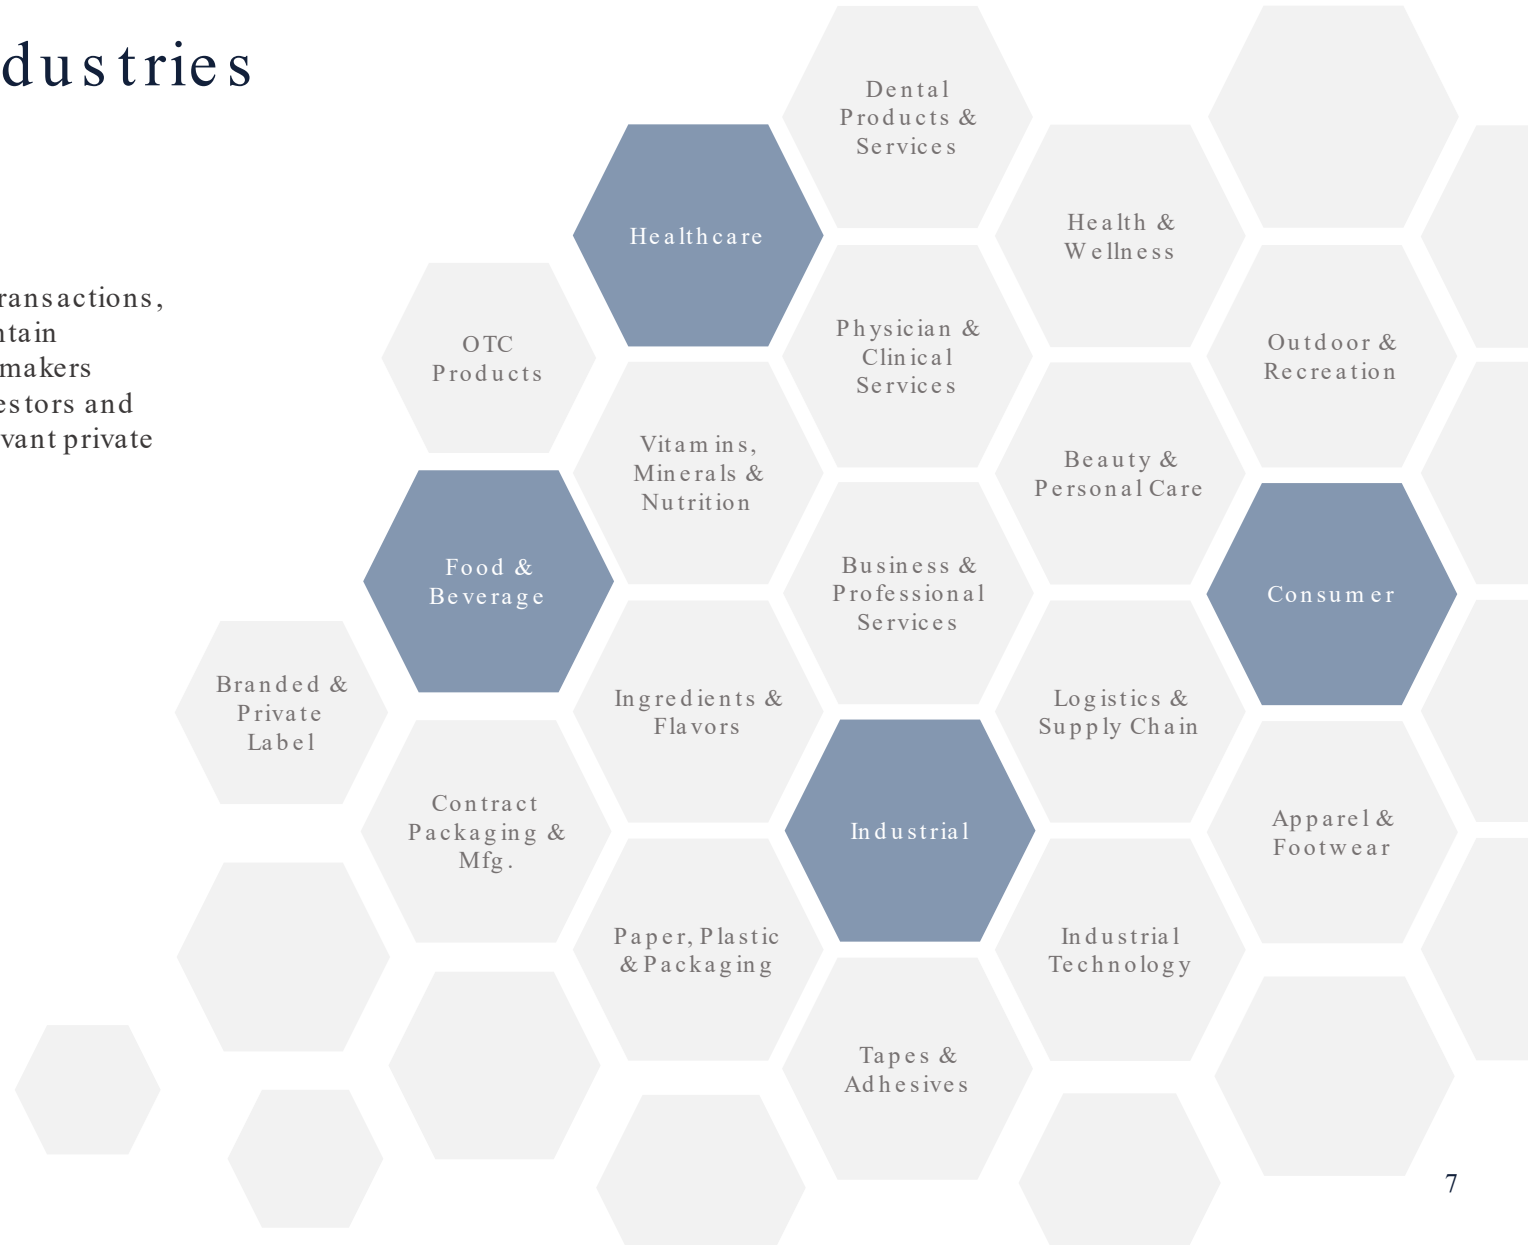 dustries
ransactions,
ntain
makers
estors and
vant private
Dental
Products &
Services
Healthcare
Health &
Wellness
OTC
Products
Physician &
Clinical
Services
Outdoor &
Recreation
Vitamins,
Minerals &
Nutrition
Beauty &
Personal Care
Food &
Beverage
Business &
Professional
Services
Consumer
Branded &
Private
Label
Ingredients &
Flavors
Logistics &
Supply Chain
Contract
Packaging &
Mfg.
Industrial
Apparel &
Footwear
Paper, Plastic
& Packaging
Industrial
Technology
Tapes &
Adhesives
7